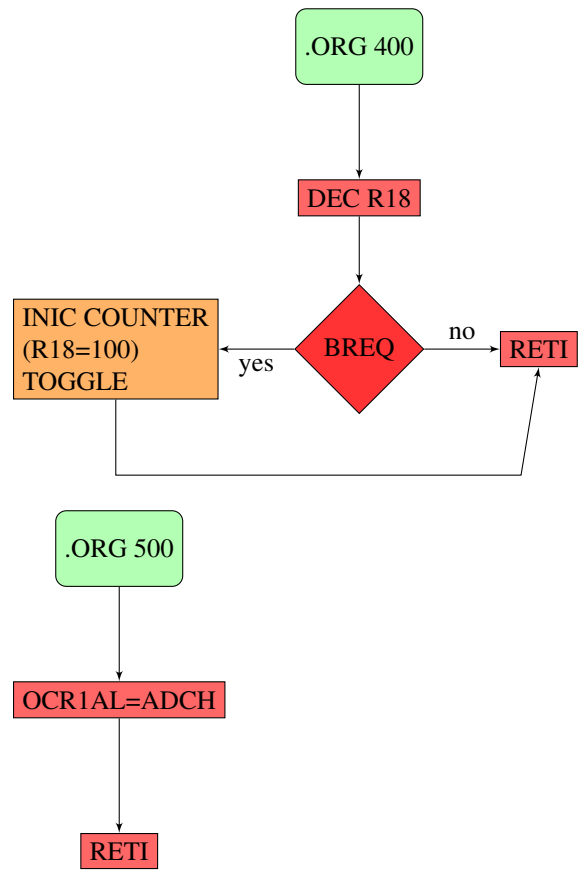 .ORG 400
DEC R18
INIC COUNTER
(R18=100)
TOGGLE
yes
BREQ
no
RETI
.ORG 500
OCR1AL=ADCH
RETI